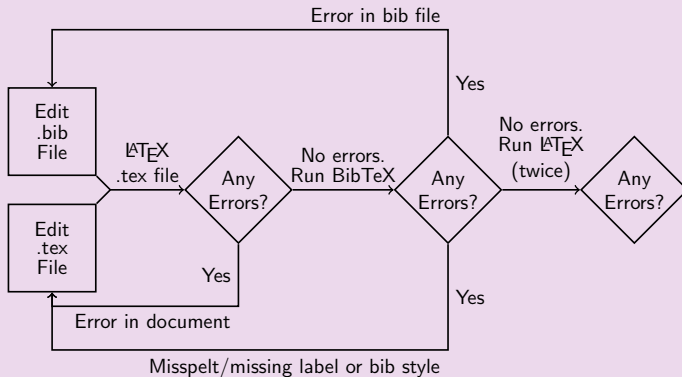 Error in bib file
Yes
Edit
.bib
File
LATEX
.tex file
Any
Errors?
No errors.
Run BibTeX
Any
Errors?
No errors.
Run LATEX
(twice)
Any
Errors?
Edit
.tex
File
Yes
Error in document
Yes
Misspelt/missing label or bib style